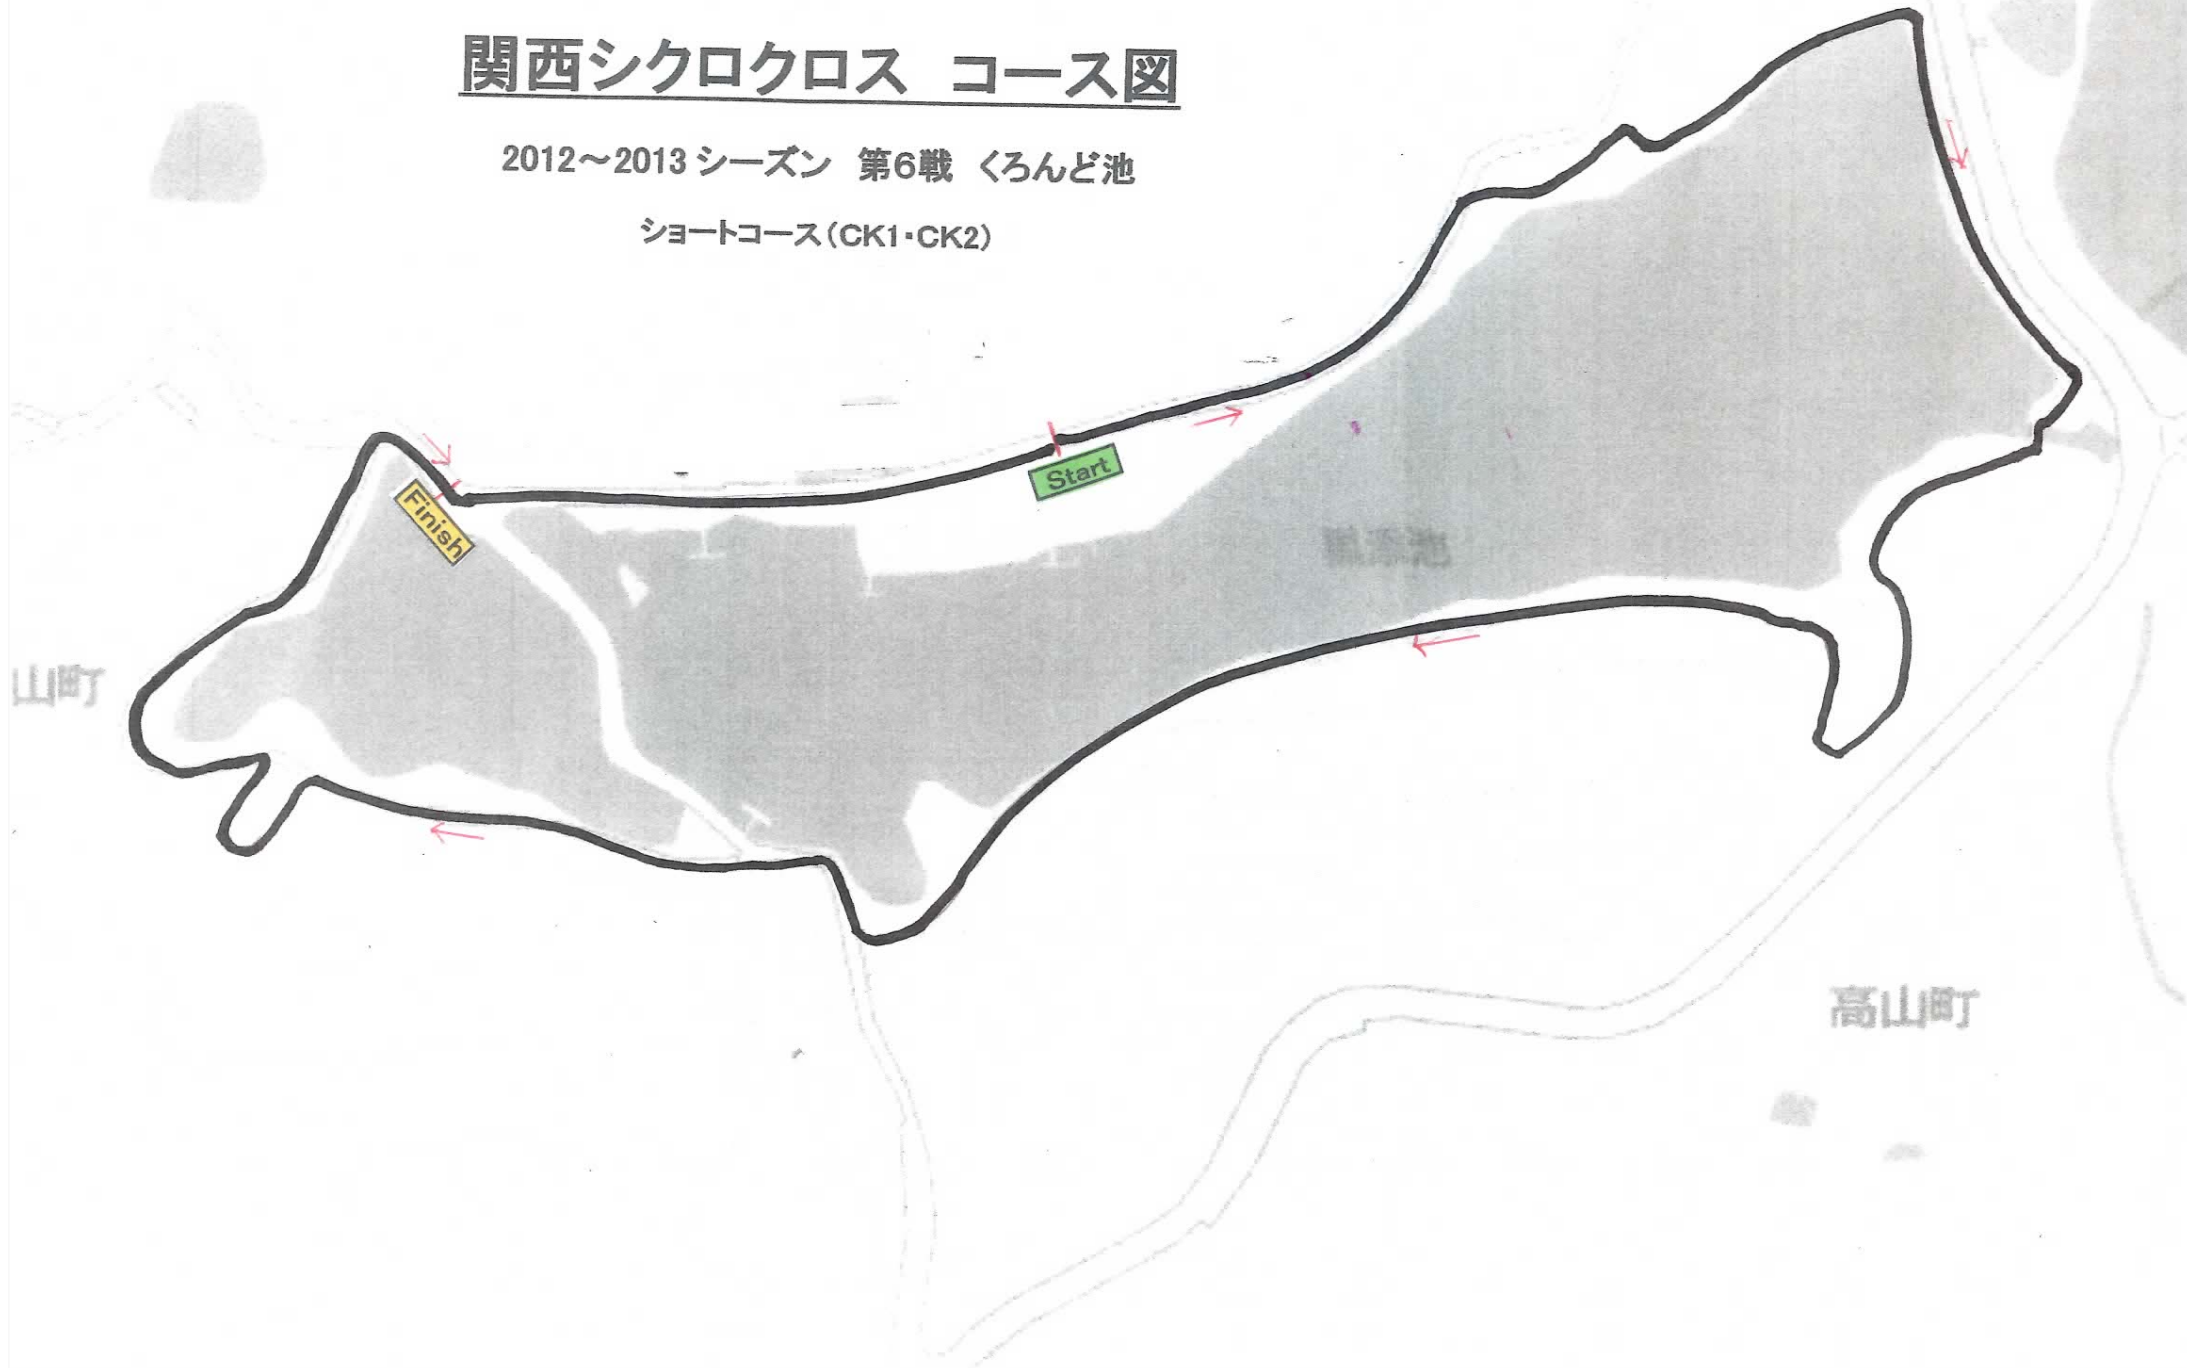 関西シクロクロス コース図
2012～2013 シーズン 第6戦 くろんど池
ショートコース（CK1・CK2）
Start
Finish
山町
高山町